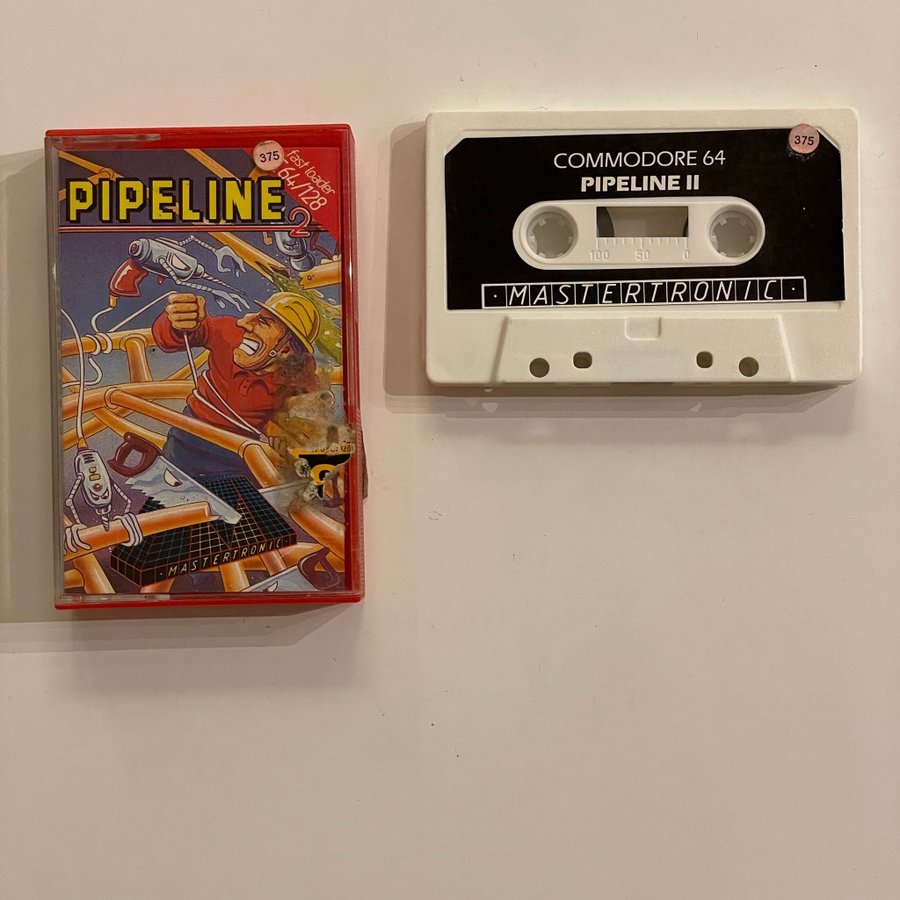 375
fast loader
64/128
PIPELINE
2
· MASTERTRONIC ·
375
COMMODORE 64
PIPELINE II
100 50 0
· MASTERTRONIC ·